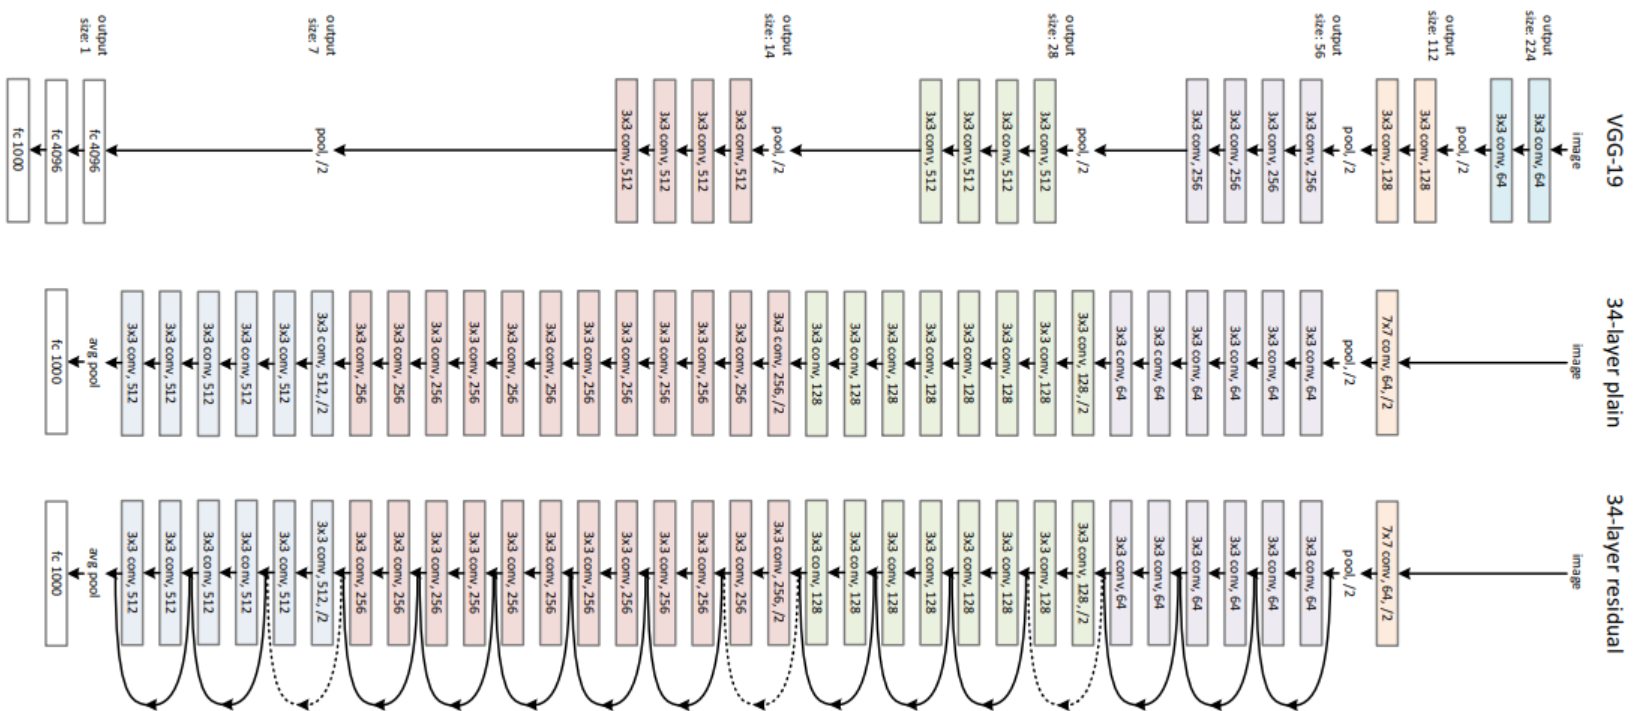 VGG-19
34-layer plain
34-layer residual
output
size: 224
output
size: 112
output
size: 56
output
size: 28
output
size: 14
output
size: 7
output
size: 1
image
3x3 conv, 64
3x3 conv, 64
pool, /2
3x3 conv, 128
3x3 conv, 128
pool, /2
3x3 conv, 256
3x3 conv, 256
3x3 conv, 256
3x3 conv, 256
pool, /2
3x3 conv, 512
3x3 conv, 512
3x3 conv, 512
3x3 conv, 512
pool, /2
3x3 conv, 512
3x3 conv, 512
3x3 conv, 512
3x3 conv, 512
pool, /2
fc 4096
fc 4096
fc 1000
image
7x7 conv, 64, /2
pool, /2
3x3 conv, 64
3x3 conv, 64
3x3 conv, 64
3x3 conv, 64
3x3 conv, 64
3x3 conv, 64
3x3 conv, 128, /2
3x3 conv, 128
3x3 conv, 128
3x3 conv, 128
3x3 conv, 128
3x3 conv, 128
3x3 conv, 128
3x3 conv, 128
3x3 conv, 256, /2
3x3 conv, 256
3x3 conv, 256
3x3 conv, 256
3x3 conv, 256
3x3 conv, 256
3x3 conv, 256
3x3 conv, 256
3x3 conv, 256
3x3 conv, 256
3x3 conv, 256
3x3 conv, 256
3x3 conv, 512, /2
3x3 conv, 512
3x3 conv, 512
3x3 conv, 512
3x3 conv, 512
3x3 conv, 512
avg pool
fc 1000
image
7x7 conv, 64, /2
pool, /2
3x3 conv, 64
3x3 conv, 64
3x3 conv, 64
3x3 conv, 64
3x3 conv, 64
3x3 conv, 64
3x3 conv, 128, /2
3x3 conv, 128
3x3 conv, 128
3x3 conv, 128
3x3 conv, 128
3x3 conv, 128
3x3 conv, 128
3x3 conv, 128
3x3 conv, 256, /2
3x3 conv, 256
3x3 conv, 256
3x3 conv, 256
3x3 conv, 256
3x3 conv, 256
3x3 conv, 256
3x3 conv, 256
3x3 conv, 256
3x3 conv, 256
3x3 conv, 256
3x3 conv, 256
3x3 conv, 512, /2
3x3 conv, 512
3x3 conv, 512
3x3 conv, 512
3x3 conv, 512
3x3 conv, 512
avg pool
fc 1000